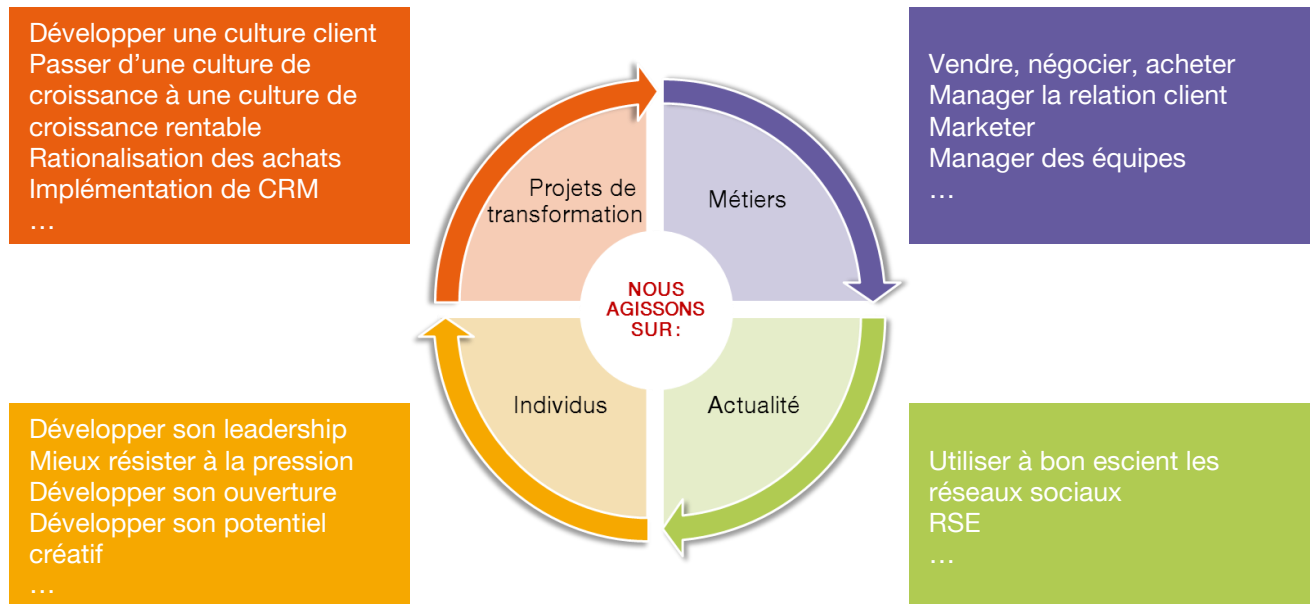 Développer une culture client
Passer d’une culture de
croissance à une culture de
croissance rentable
Rationalisation des achats
Implémentation de CRM
…
Vendre, négocier, acheter
Manager la relation client
Marketer
Manager des équipes
…
Projets de
transformation
Métiers
NOUS
AGISSONS
SUR :
Individus
Actualité
Développer son leadership
Mieux résister à la pression
Développer son ouverture
Développer son potentiel
créatif
…
Utiliser à bon escient les
réseaux sociaux
RSE
…